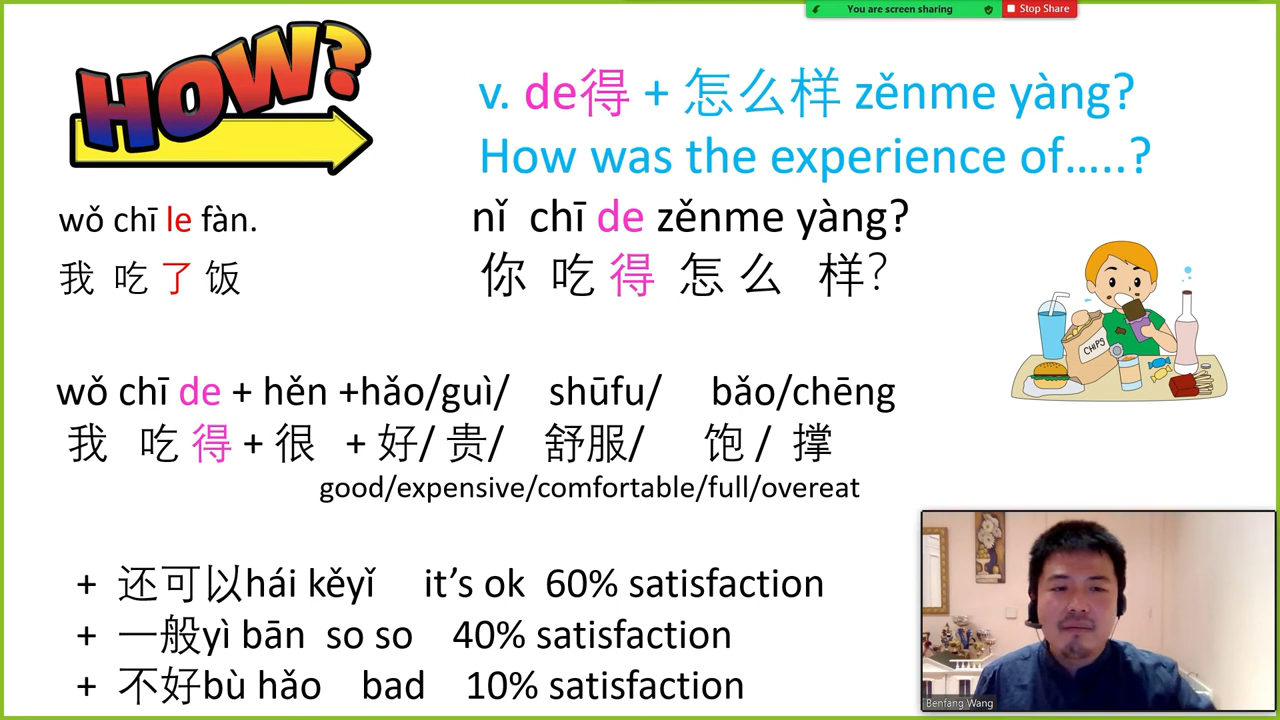 You are screen sharing
Stop Share
HOW?
v. de得 + 怎么样 zěnme yàng?
How was the experience of…..?
wǒ chī le fàn.
nǐ chī de zěnme yàng?
我 吃 了 饭
你 吃 得 怎 么 样?
CHIPS
wǒ chī de + hěn +hǎo/guì/ shūfu/ bǎo/chēng
我 吃 得 + 很 + 好/ 贵/ 舒服/ 饱 / 撑
good/expensive/comfortable/full/overeat
+ 还可以hái kěyǐ it’s ok 60% satisfaction
+ 一般yì bān so so 40% satisfaction
+ 不好bù hǎo bad 10% satisfaction
Benfang Wang